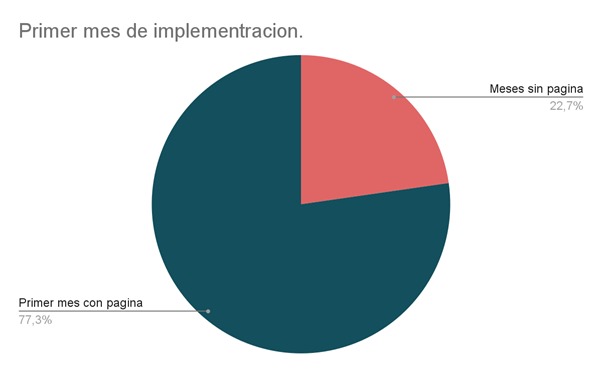 Primer mes de implementracion.
Meses sin pagina
22,7%
Primer mes con pagina
77,3%